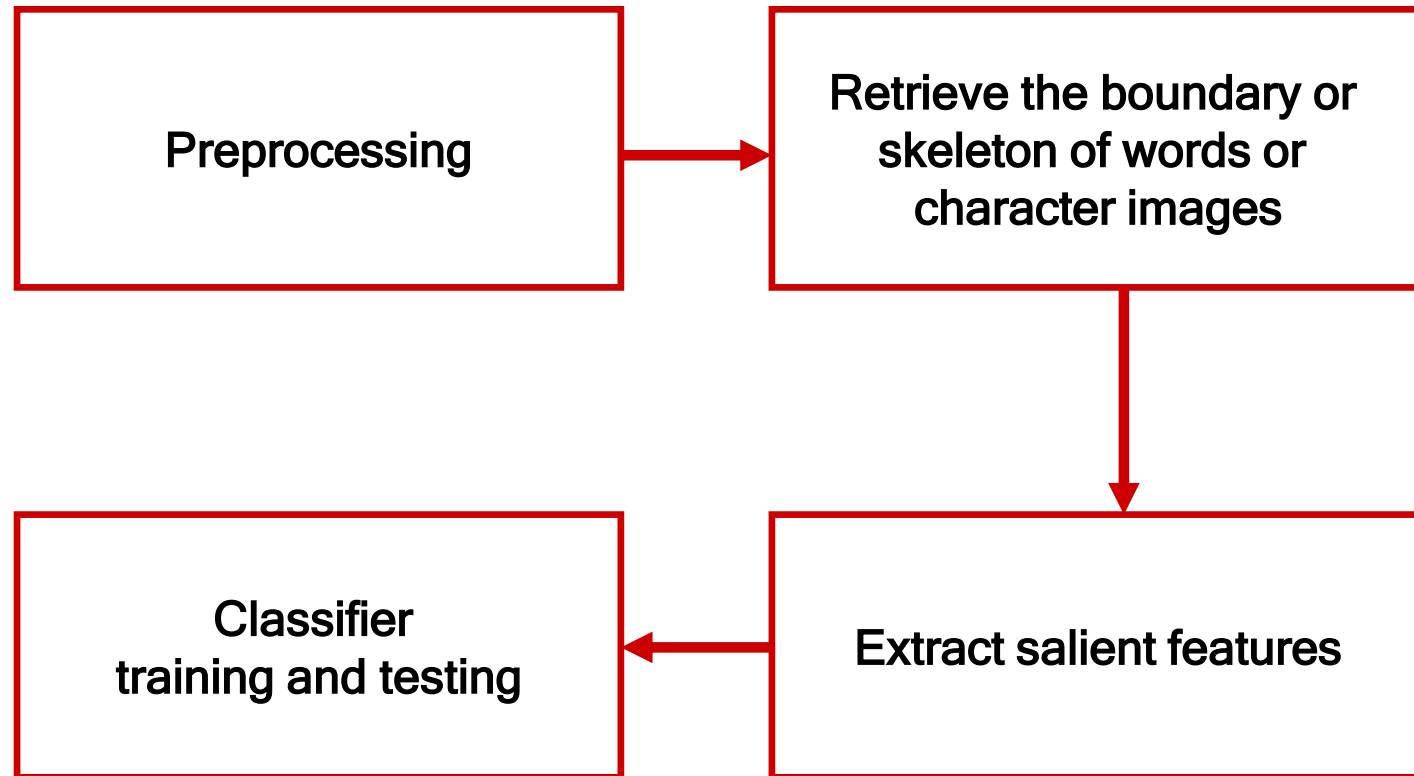 Preprocessing
Retrieve the boundary or
skeleton of words or
character images
Extract salient features
Classifier
training and testing